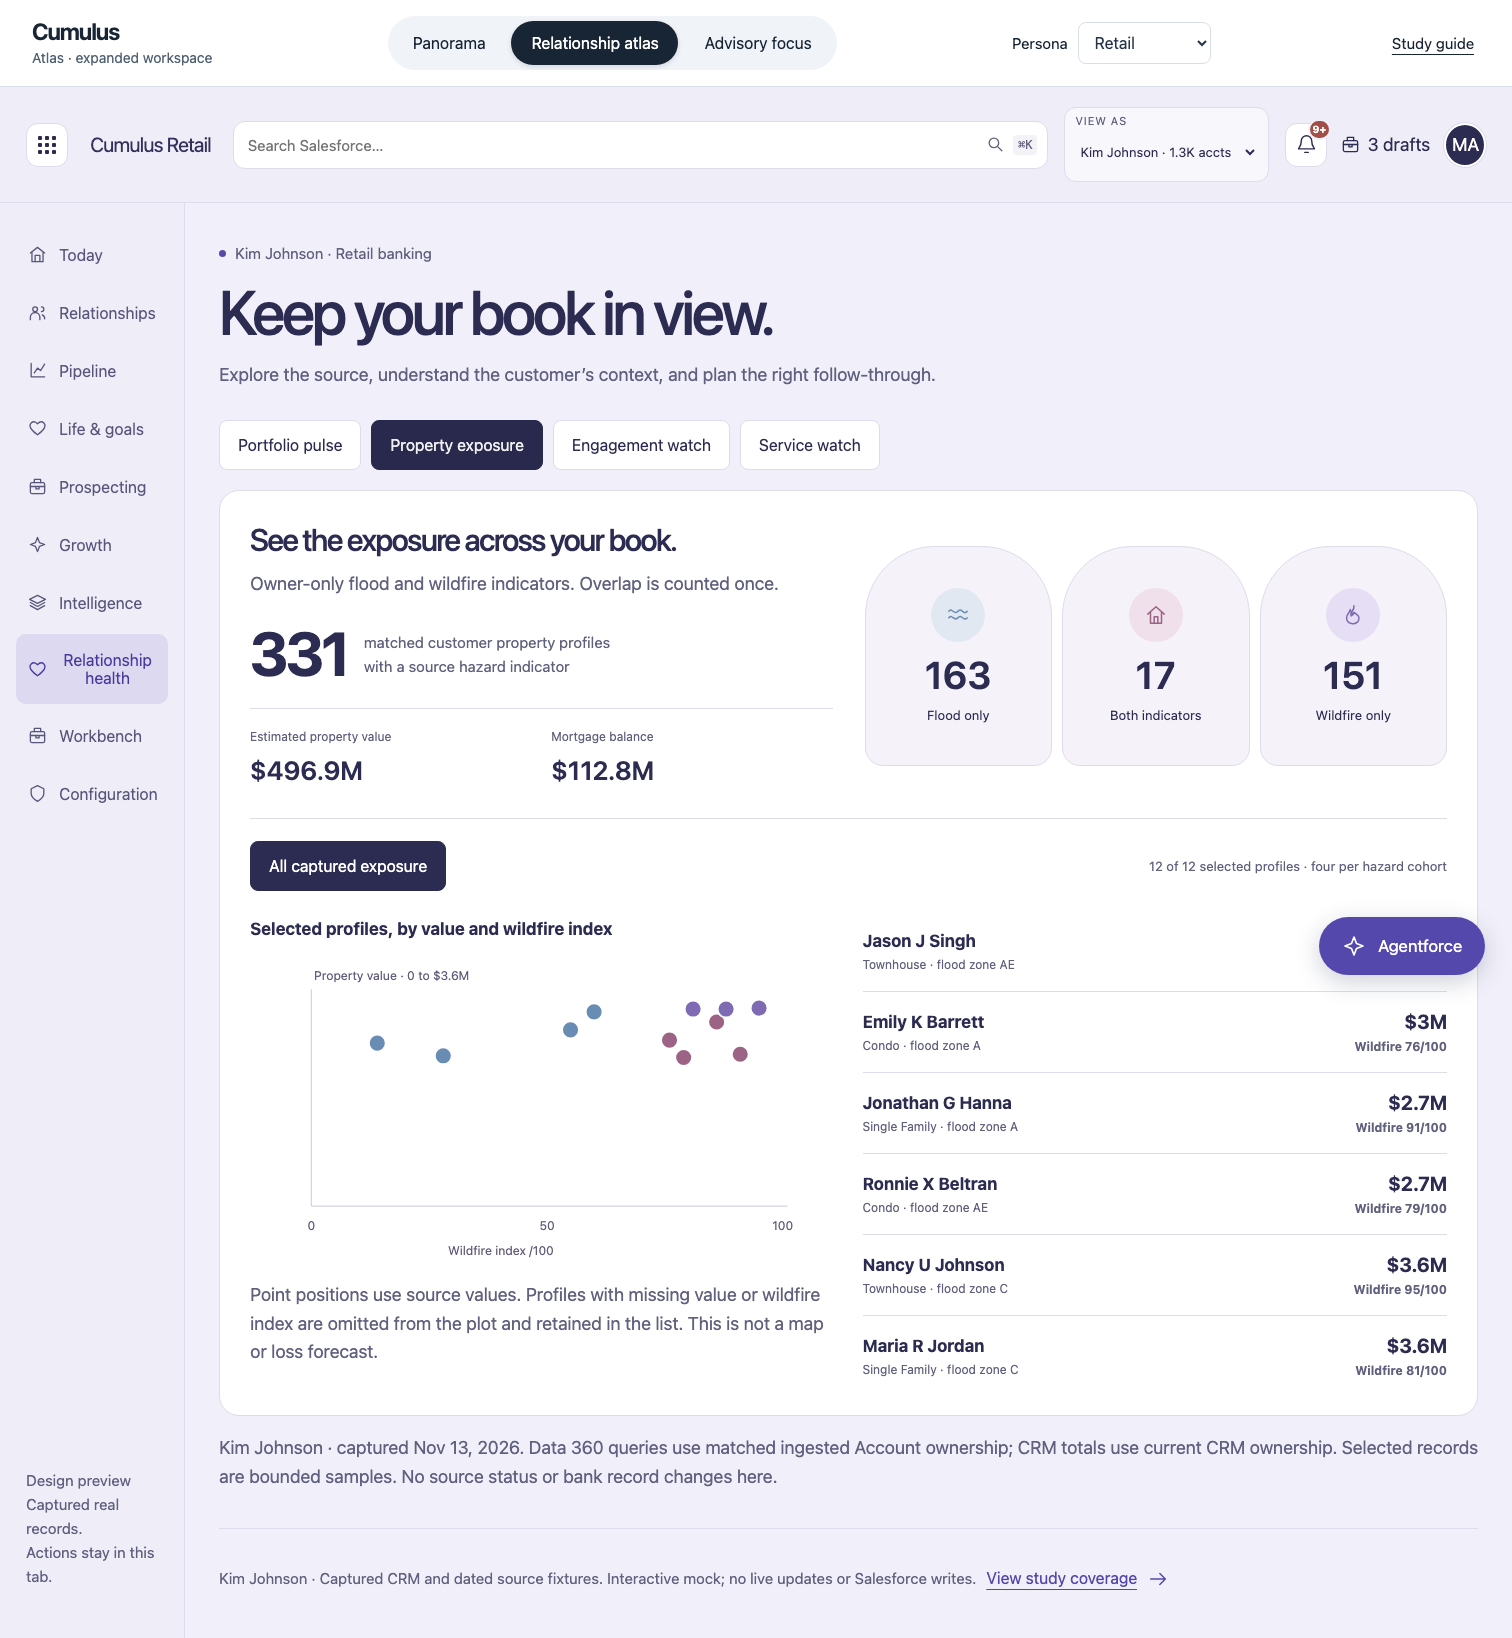 Cumulus
Atlas · expanded workspace
Panorama
Relationship atlas
Advisory focus
Persona
Retail
Study guide
Cumulus Retail
Search Salesforce...
⌘K
VIEW AS
Kim Johnson · 1.3K accts
9+
3 drafts
MA
Today
Relationships
Pipeline
Life & goals
Prospecting
Growth
Intelligence
Relationship
health
Workbench
Configuration
Design preview
Captured real
records.
Actions stay in this
tab.
Kim Johnson · Retail banking
Keep your book in view.
Explore the source, understand the customer’s context, and plan the right follow-through.
Portfolio pulse
Property exposure
Engagement watch
Service watch
See the exposure across your book.
Owner-only flood and wildfire indicators. Overlap is counted once.
331
matched customer property profiles
with a source hazard indicator
Estimated property value
$496.9M
Mortgage balance
$112.8M
163
Flood only
17
Both indicators
151
Wildfire only
All captured exposure
12 of 12 selected profiles · four per hazard cohort
Selected profiles, by value and wildfire index
Property value · 0 to $3.6M
0
50
100
Wildfire index /100
Point positions use source values. Profiles with missing value or wildfire
index are omitted from the plot and retained in the list. This is not a map
or loss forecast.
Jason J Singh
Townhouse · flood zone AE
Agentforce
Emily K Barrett
Condo · flood zone A
$3M
Wildfire 76/100
Jonathan G Hanna
Single Family · flood zone A
$2.7M
Wildfire 91/100
Ronnie X Beltran
Condo · flood zone AE
$2.7M
Wildfire 79/100
Nancy U Johnson
Townhouse · flood zone C
$3.6M
Wildfire 95/100
Maria R Jordan
Single Family · flood zone C
$3.6M
Wildfire 81/100
Kim Johnson · captured Nov 13, 2026. Data 360 queries use matched ingested Account ownership; CRM totals use current CRM ownership. Selected records
are bounded samples. No source status or bank record changes here.
Kim Johnson · Captured CRM and dated source fixtures. Interactive mock; no live updates or Salesforce writes.
View study coverage